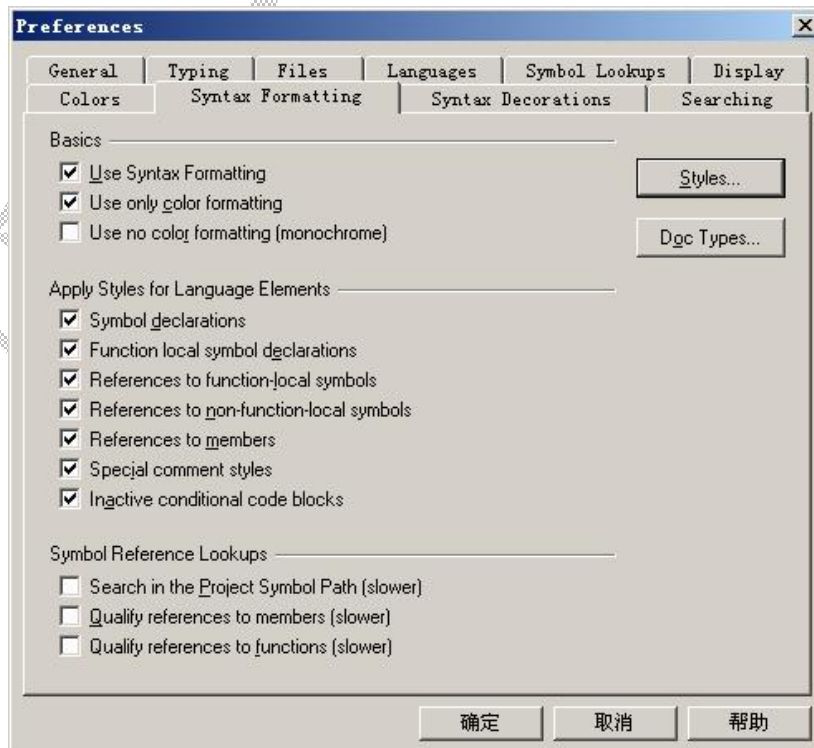 Preferences
General Typing Files Languages Symbol Lookups Display
Colors Syntax Formatting Syntax Decorations Searching
Basics
Use Syntax Formatting
Styles...
Use only color formatting
Use no color formatting (monochrome)
Doc Types...
Apply Styles for Language Elements
Symbol declarations
Function local symbol declarations
References to function-local symbols
References to non-function-local symbols
References to members
Special comment styles
Inactive conditional code blocks
Symbol Reference Lookups
Search in the Project Symbol Path (slower)
Qualify references to members (slower)
Qualify references to functions (slower)
确定 取消 帮助